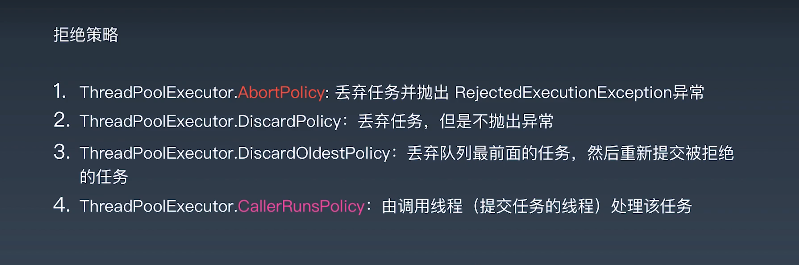 拒绝策略
1. ThreadPoolExecutor.AbortPolicy: 丢弃任务并抛出 RejectedExecutionException异常
2. ThreadPoolExecutor.DiscardPolicy：丢弃任务，但是不抛出异常
3. ThreadPoolExecutor.DiscardOldestPolicy：丢弃队列最前面的任务，然后重新提交被拒绝
的任务
4. ThreadPoolExecutor.CallerRunsPolicy：由调用线程（提交任务的线程）处理该任务